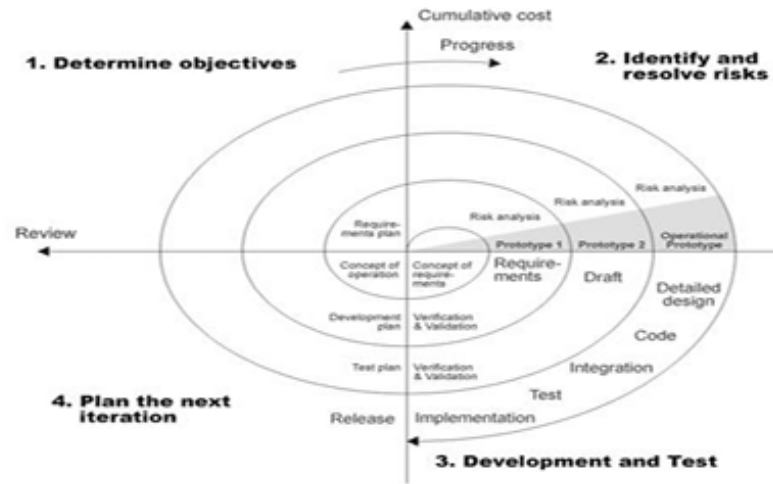 Cumulative cost
Progress
1. Determine objectives
2. Identify and
resolve risks
Risk analysis
Risk analysis
Risk analysis
Require-
ments plan
Review
Prototype 1
Prototype 2
Operational
Prototype
Concept of
operation
Concept of
require-
ments
Require-
ments
Draft
Detailed
design
Development
plan
Verification
& Validation
Code
Test plan
Verification
& Validation
Integration
Test
4. Plan the next
iteration
Release
Implementation
3. Development and Test